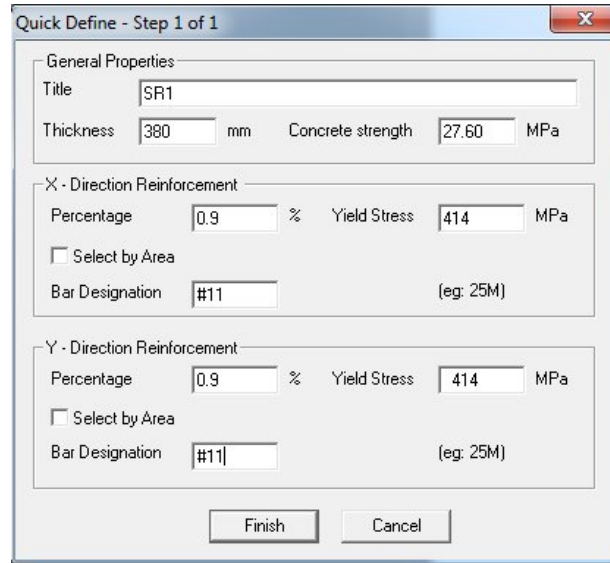 Quick Define - Step 1 of 1
General Properties
Title SR1
Thickness 380 mm Concrete strength 27.60 MPa
X - Direction Reinforcement
Percentage 0.9 % Yield Stress 414 MPa
Select by Area
Bar Designation #11 (eg: 25M)
Y - Direction Reinforcement
Percentage 0.9 % Yield Stress 414 MPa
Select by Area
Bar Designation #11 (eg: 25M)
Finish Cancel